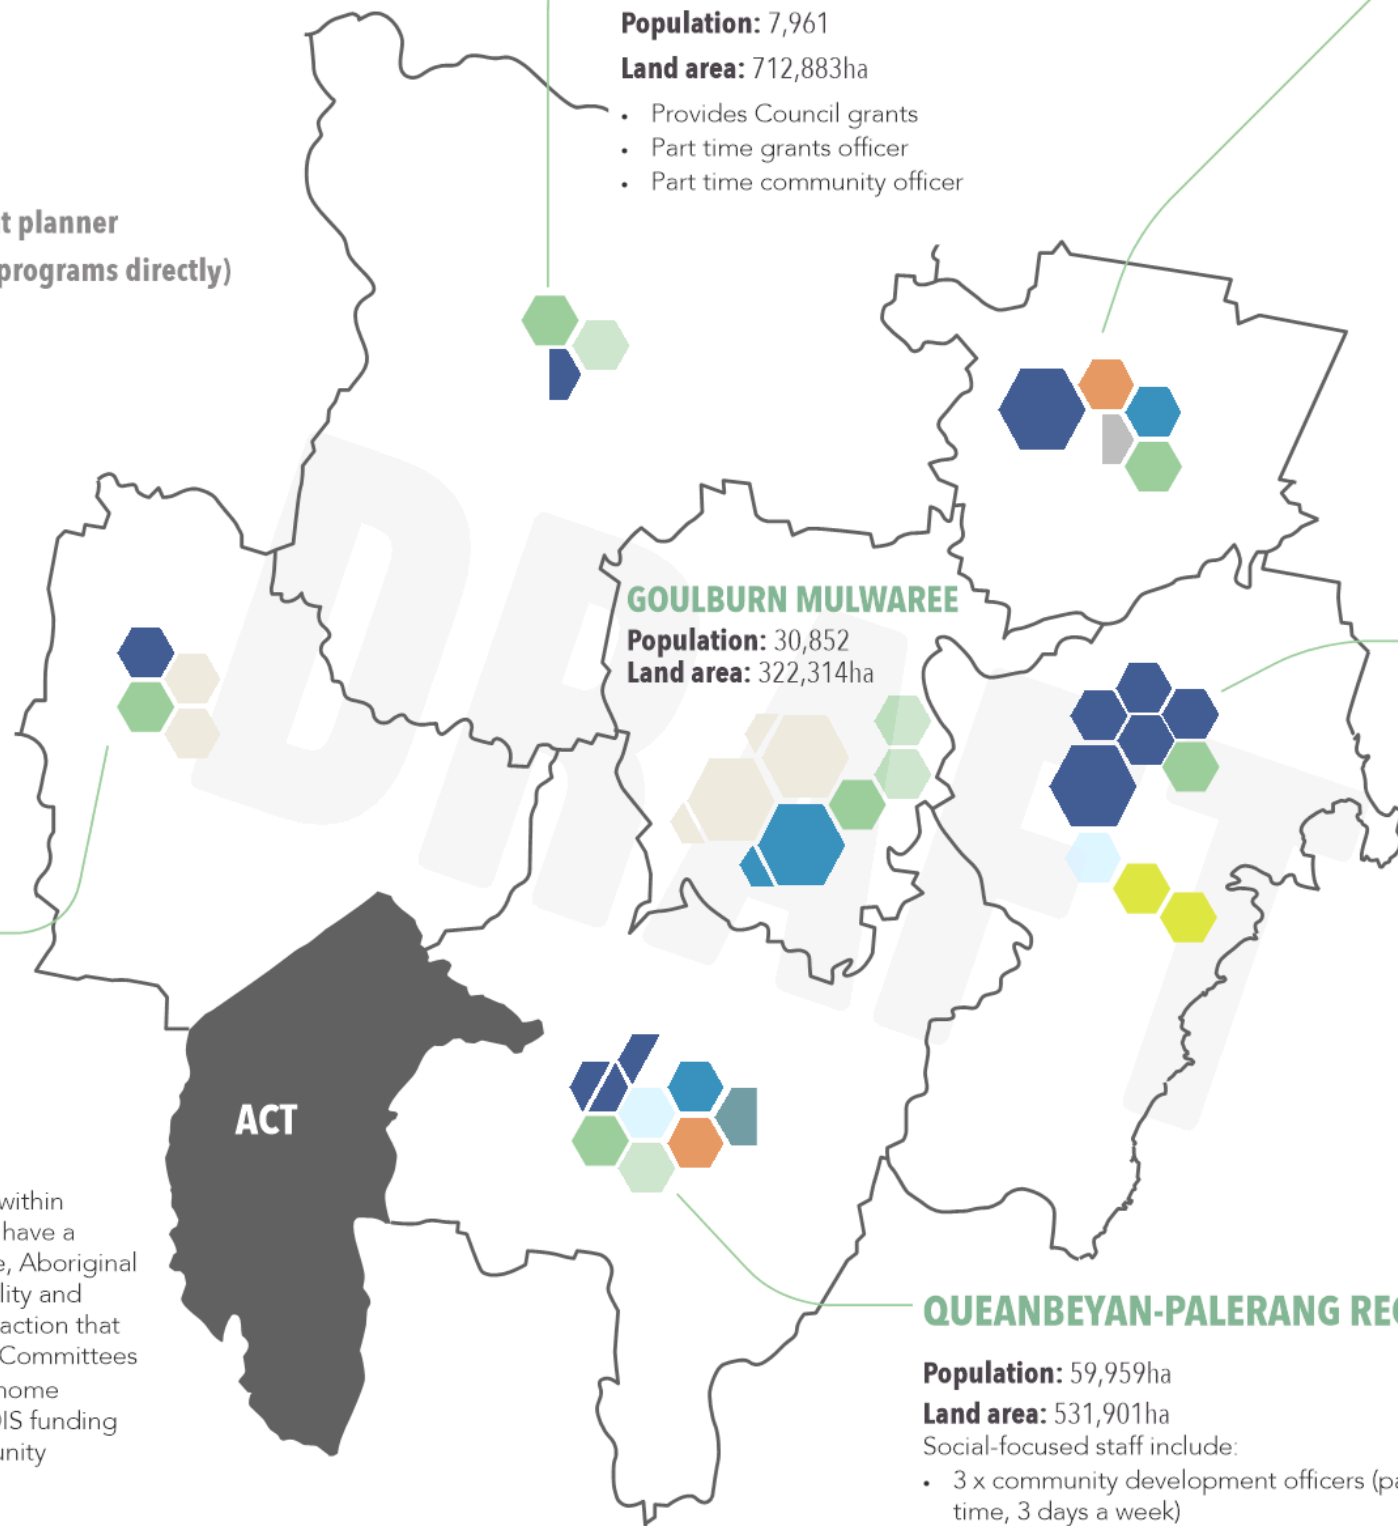 Population: 7,961
Land area: 712,883ha
• Provides Council grants
• Part time grants officer
• Part time community officer
t planner
programs directly)
GOULBURN MULWAREE
Population: 30,852
Land area: 322,314ha
DRAFT
ACT
within
have a
e, Aboriginal
lity and
action that
Committees
home
DIS funding
unity
QUEANBEYAN-PALERANG REG
Population: 59,959ha
Land area: 531,901ha
Social-focused staff include:
• 3 x community development officers (pa
time, 3 days a week)